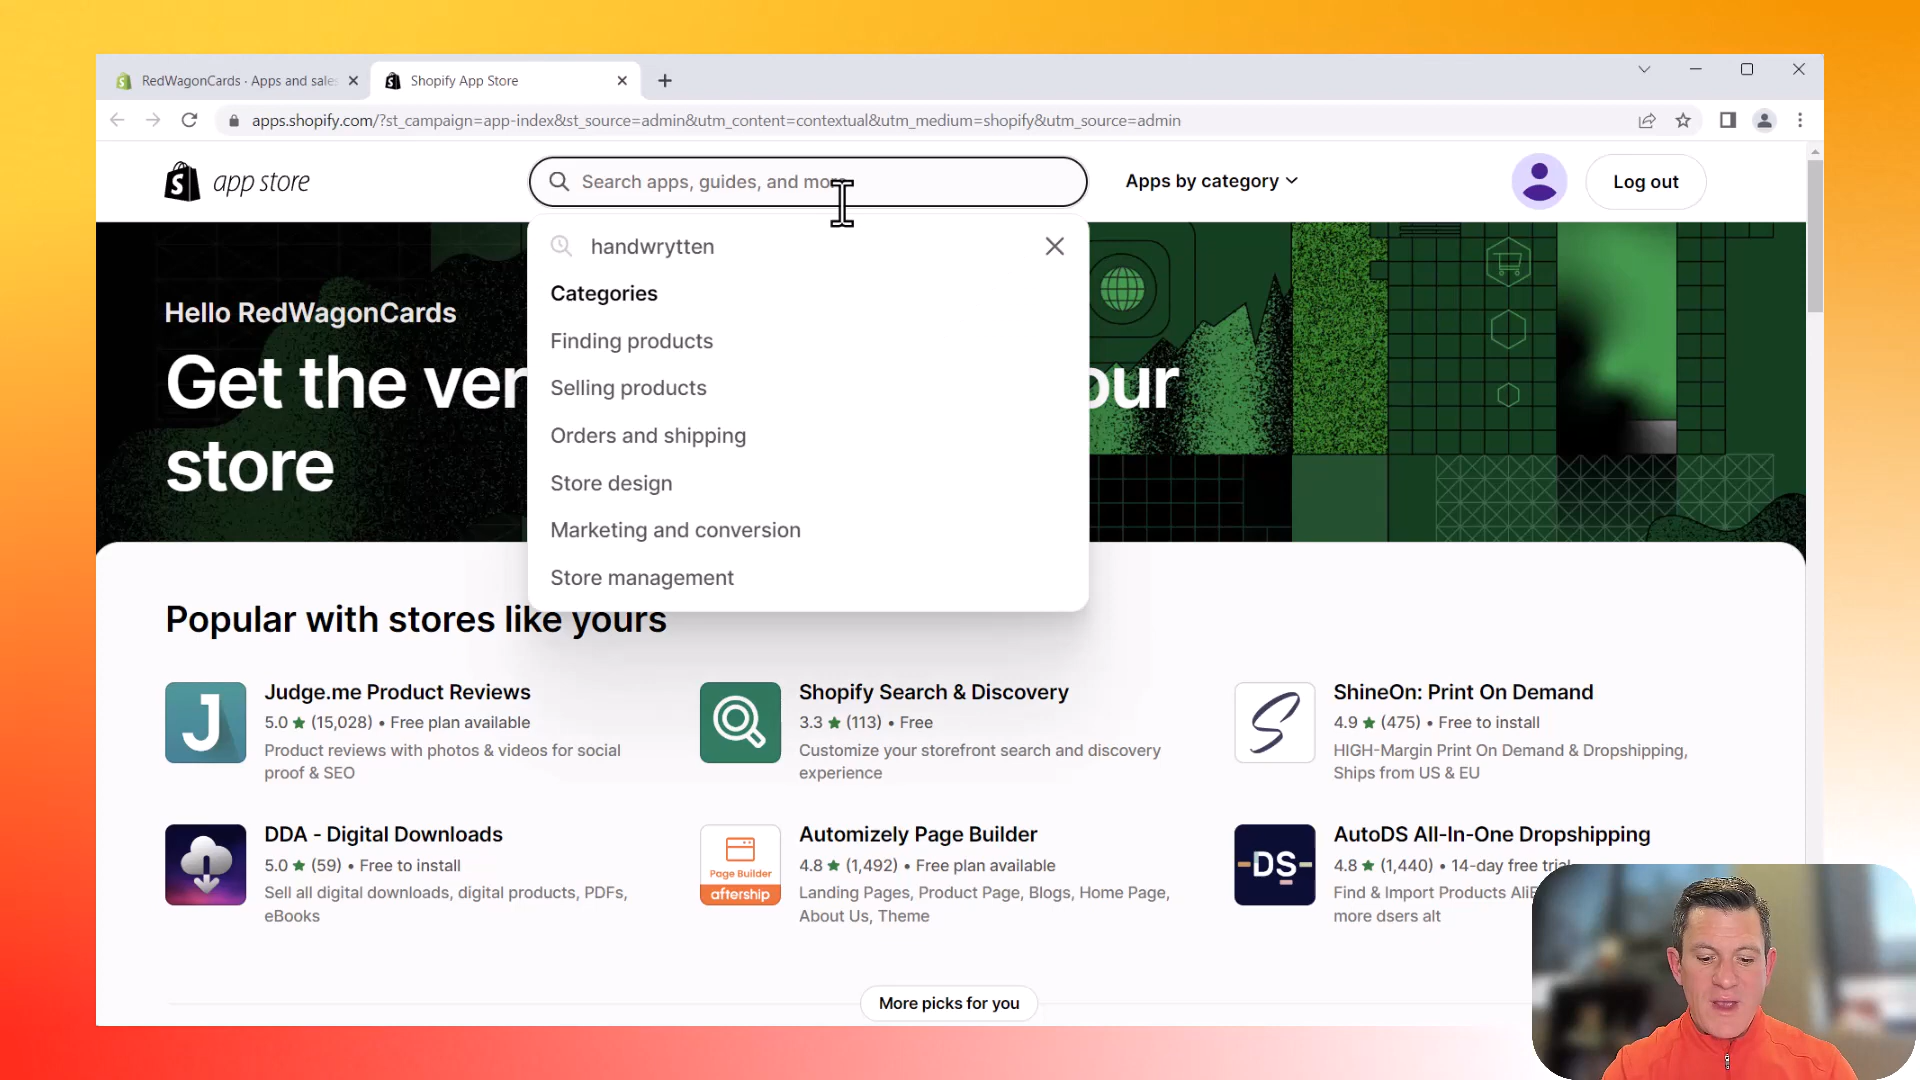 RedWagonCards · Apps and sale
Shopify App Store
apps.shopify.com/?st_campaign=app-index&st_source=admin&utm_content=contextual&utm_medium=shopify&utm_source=admin
app store
Search apps, guides, and more
Apps by category
Log out
handwrytten
Categories
Finding products
Selling products
Orders and shipping
Store design
Marketing and conversion
Store management
Hello RedWagonCards
Get the ver our
store
Popular with stores like yours
J
Judge.me Product Reviews
5.0 ★ (15,028) • Free plan available
Product reviews with photos & videos for social
proof & SEO
Shopify Search & Discovery
3.3 ★ (113) • Free
Customize your storefront search and discovery
experience
S
ShineOn: Print On Demand
4.9 ★ (475) • Free to install
HIGH-Margin Print On Demand & Dropshipping,
Ships from US & EU
DDA - Digital Downloads
5.0 ★ (59) • Free to install
Sell all digital downloads, digital products, PDFs,
eBooks
Page Builder
aftership
Automizely Page Builder
4.8 ★ (1,492) • Free plan available
Landing Pages, Product Page, Blogs, Home Page,
About Us, Theme
-DS-
AutoDS All-In-One Dropshipping
4.8 ★ (1,440) • 14-day free trial
Find & Import Products AliE
more dsers alt
More picks for you